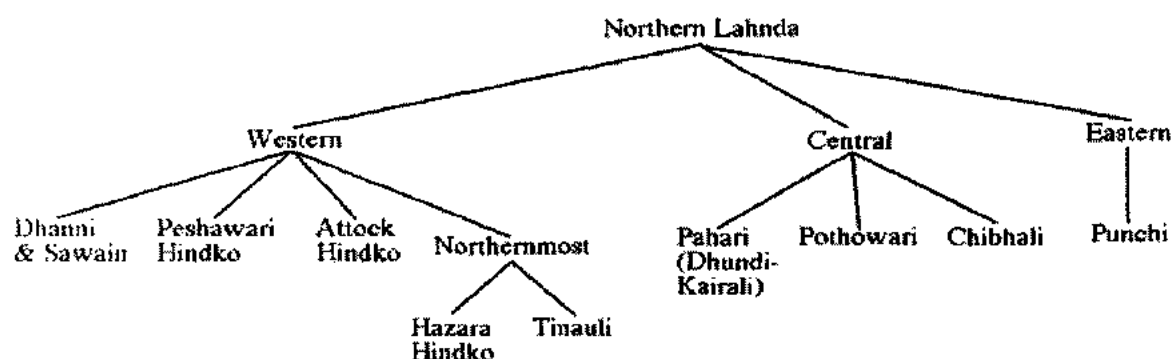 Northern Lahnda
Western
Central
Eastern
Dhanni
& Sawain
Peshawari
Hindko
Attock
Hindko
Northernmost
Pahari
(Dhundi-
Kairali)
Pothowari
Chibhali
Punchi
Hazara
Hindko
Tinauli